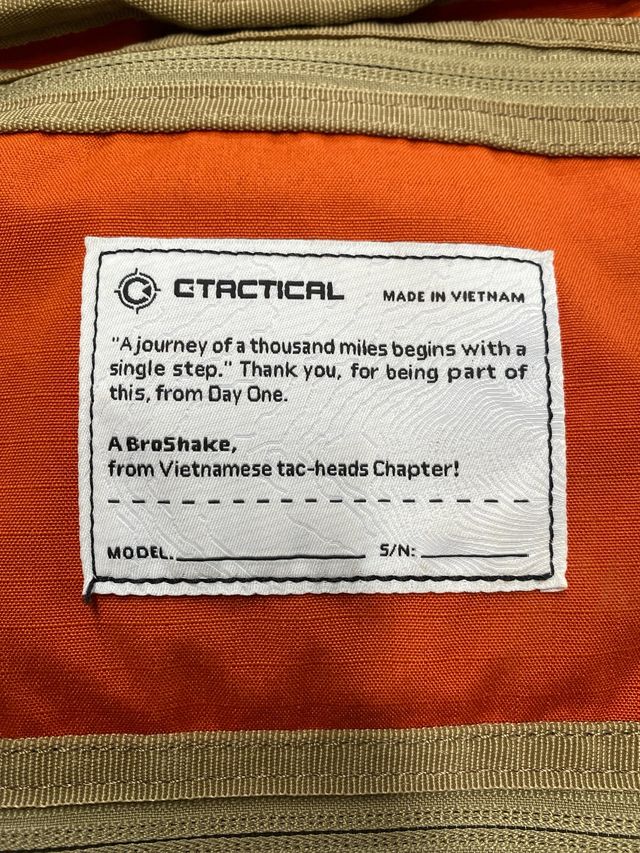 CTACTICAL MADE IN VIETNAM
"A journey of a thousand miles begins with a
single step." Thank you, for being part of
this, from Day One.
A BroShake,
from Vietnamese tac-heads Chapter!
MODEL. S/N: